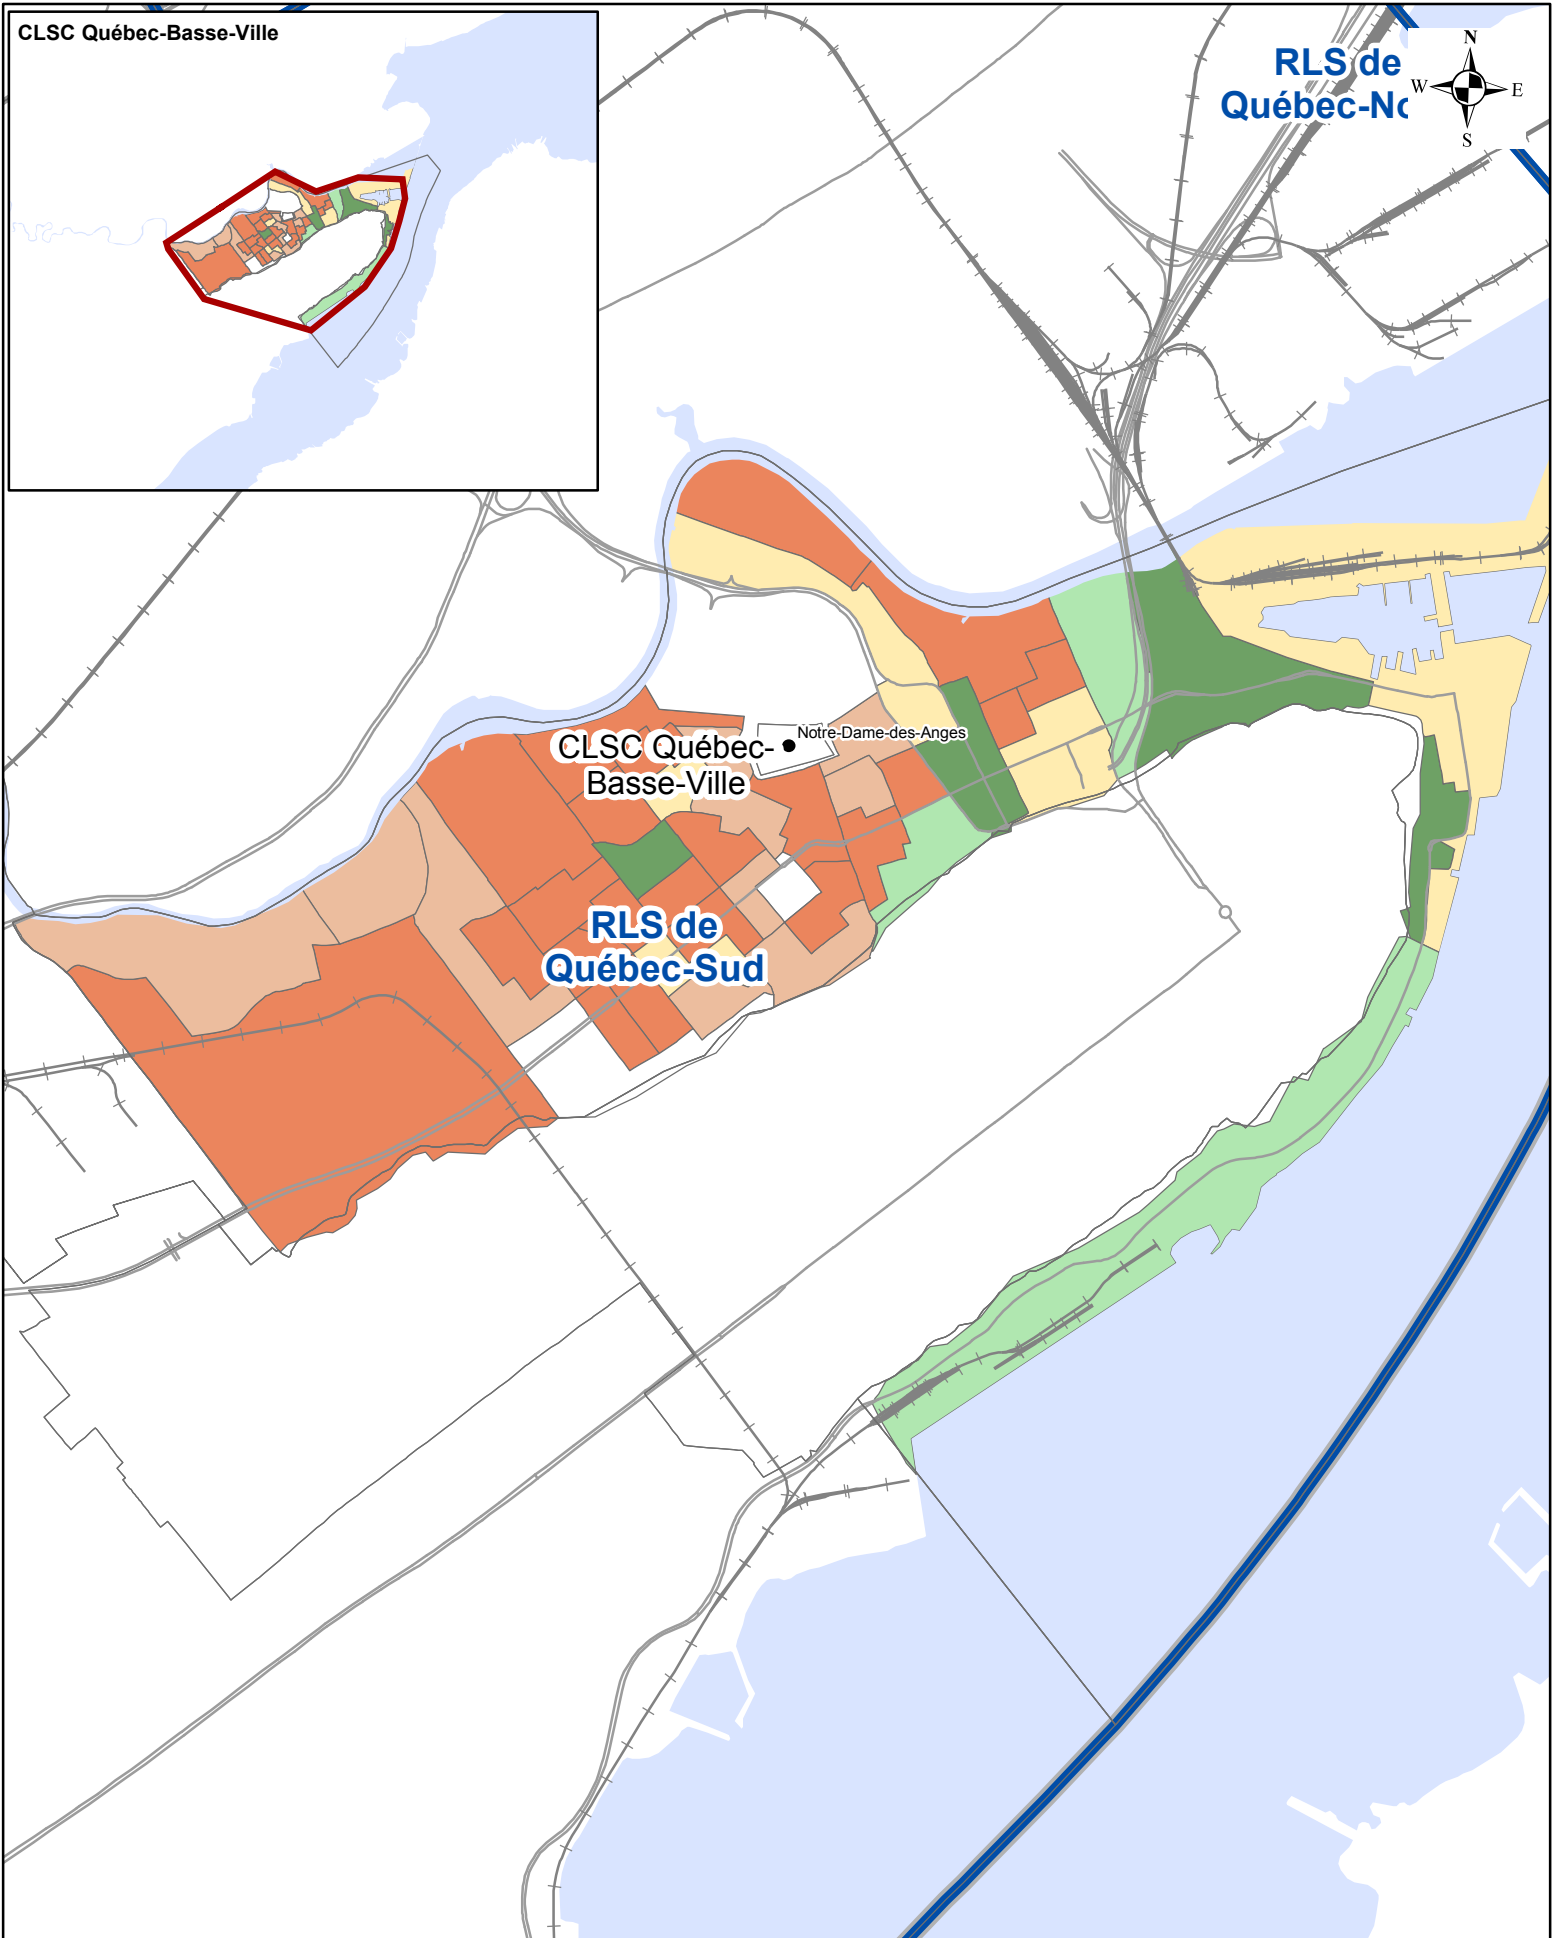 CLSC Québec-Basse-Ville
RLS de
Québec-No
N
W
E
S
CLSC Québec-
Basse-Ville
Notre-Dame-des-Anges
RLS de
Québec-Sud